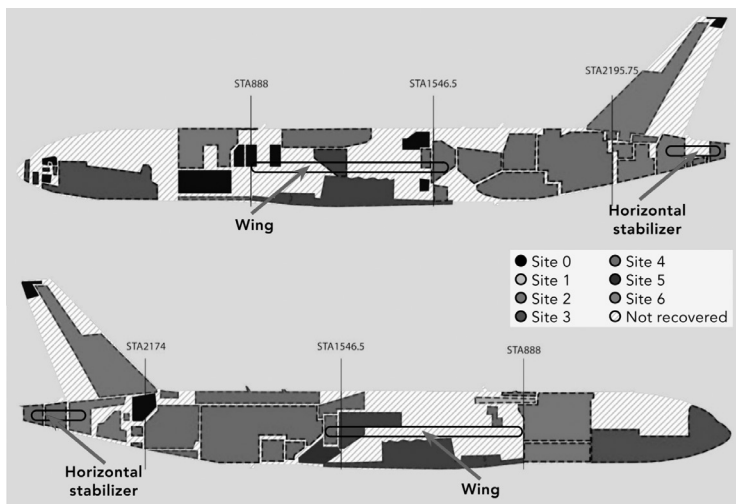 STA888
STA1546.5
STA2195.75
Wing
Horizontal
stabilizer
Site 0
Site 1
Site 2
Site 3
Site 4
Site 5
Site 6
Not recovered
STA2174
STA1546.5
STA888
Horizontal
stabilizer
Wing